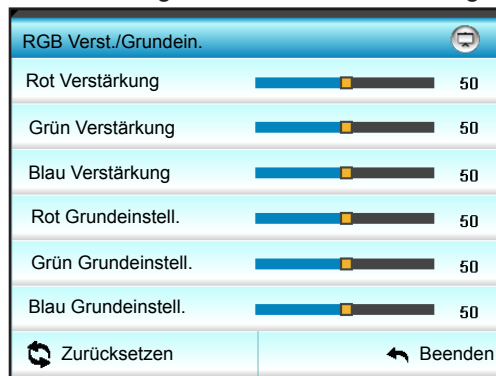 RGB Verst./Grundein.
Rot Verstärkung 50
Grün Verstärkung 50
Blau Verstärkung 50
Rot Grundeinstell. 50
Grün Grundeinstell. 50
Blau Grundeinstell. 50
Zurücksetzen Beenden